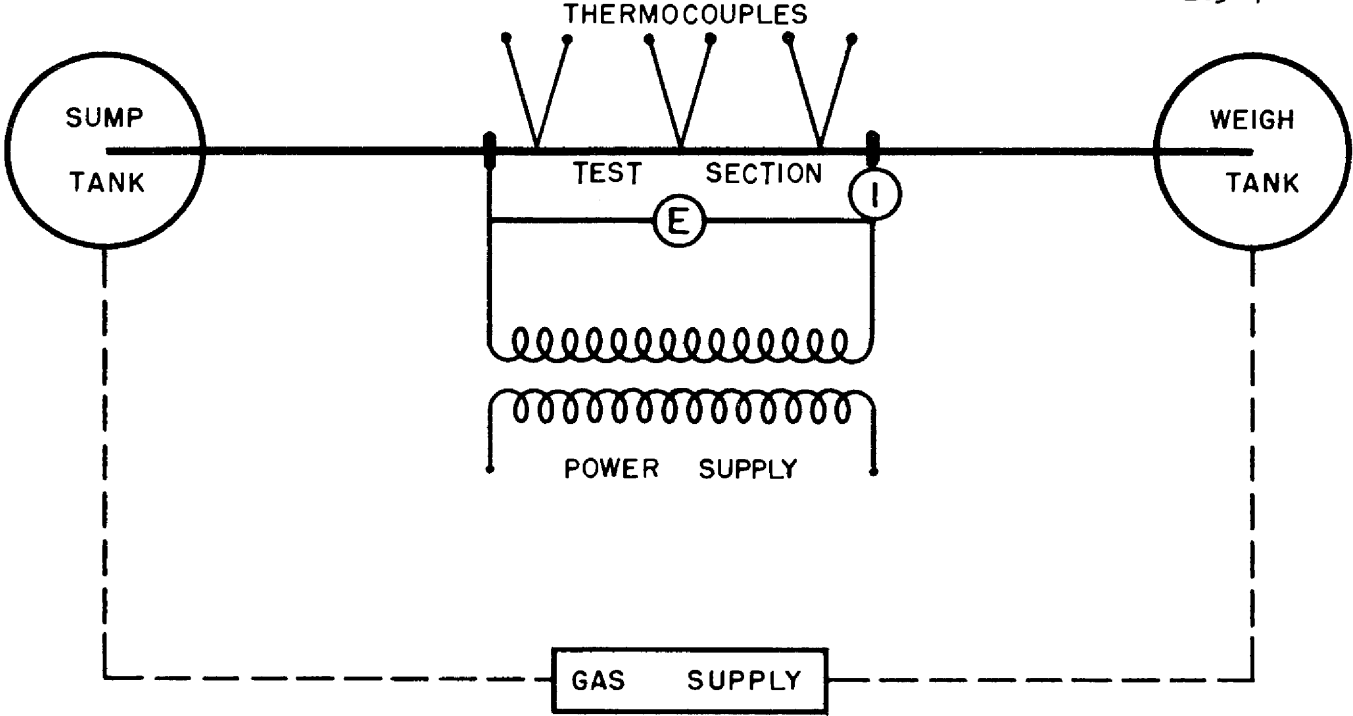 THERMOCOUPLES
SUMP
TANK
WEIGH
TANK
TEST SECTION
I
E
POWER SUPPLY
GAS SUPPLY